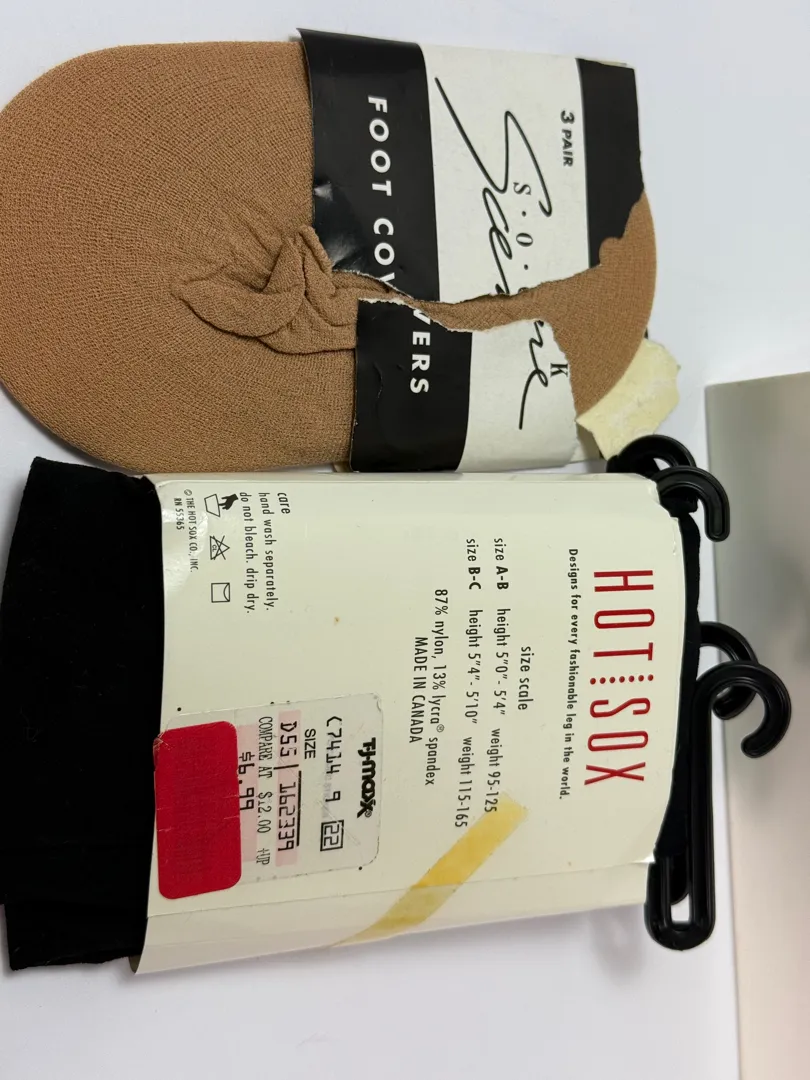 3 PAIR
S·O K
FOOT COVERS
HOT SOX
Designs for every fashionable leg in the world.
size scale
size A-B height 5"0"- 5'4" weight 95-125
size B-C height 5"4"- 5'10" weight 115-165
87% nylon, 13% lycra® spandex
MADE IN CANADA
care
hand wash separately.
do not bleach. drip dry.
© THE HOT SOX CO., INC.
RN 55365
T·J·maxx®
C7414 9 22
SIZE
D55 162339
COMPARE AT $12.00 +UP
$6.99